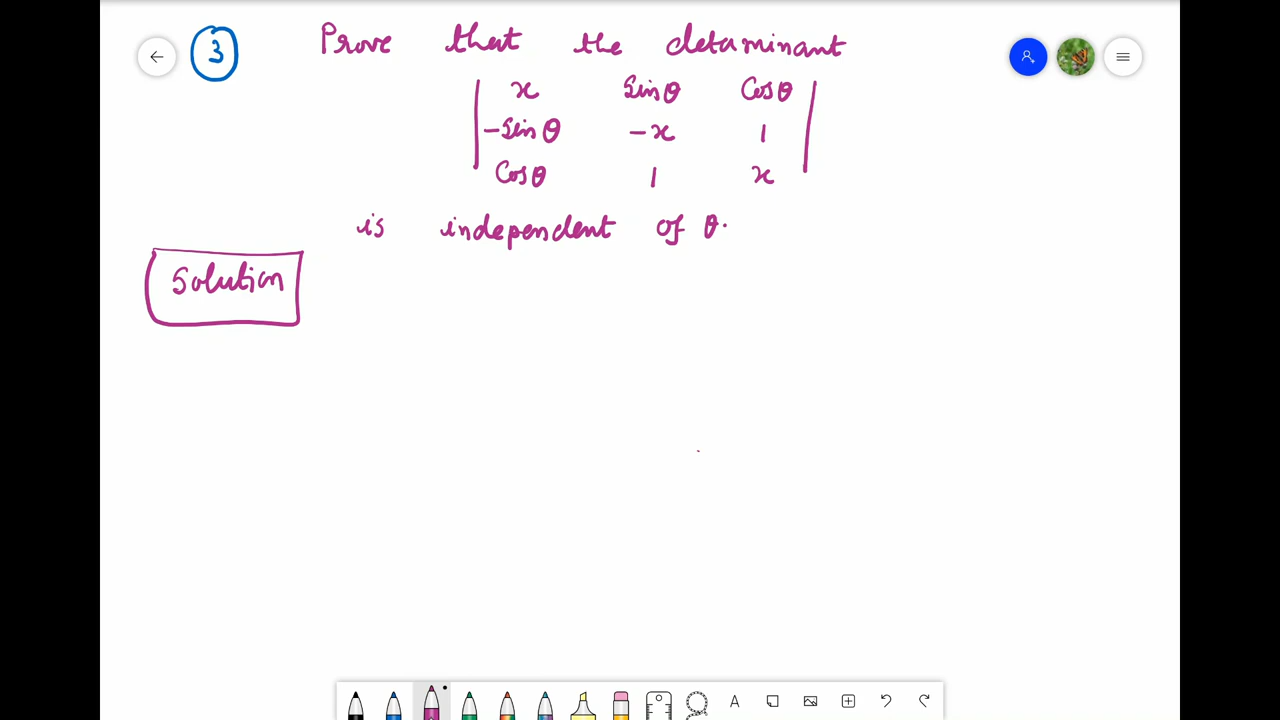 3 Prove that the determinant
| x Sinθ Cosθ |
| -Sinθ -x 1 |
| Cosθ 1 x |
is independent of θ.
Solution
A